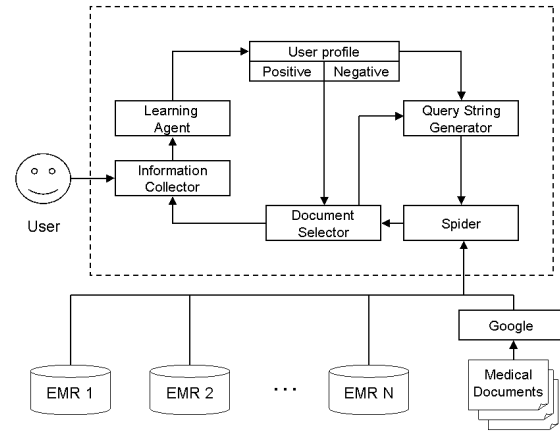 User profile
Positive
Negative
Learning
Agent
Query String
Generator
Information
Collector
User
Document
Selector
Spider
Google
EMR 1
EMR 2
...
EMR N
Medical
Documents